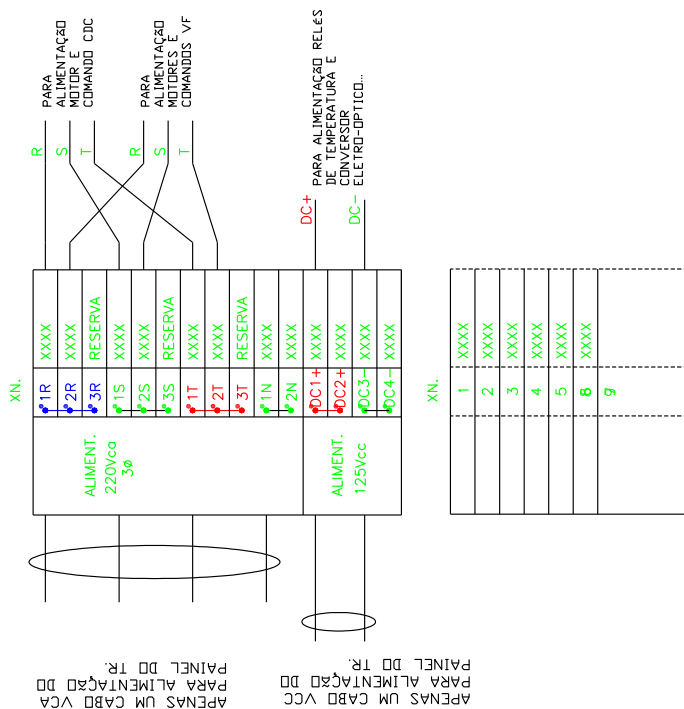 PARA
ALIMENTAÇÃO
MOTOR E
COMANDO CDC
PARA
ALIMENTAÇÃO
MOTORES E
COMANDOS VF
PARA ALIMENTAÇÃO RELÉS
DE TEMPERATURA E
CONVERSOR
ELETRO-OPTICO...
R
S
T
R
S
T
DC+
DC-
XN.
XXXX
XXXX
RESERVA
XXXX
XXXX
RESERVA
XXXX
XXXX
RESERVA
XXXX
XXXX
XXXX
XXXX
XXXX
XXXX
1R
2R
3R
1S
2S
3S
1T
2T
3T
1N
2N
DC1+
DC2+
DC3-
DC4-
ALIMENT.
220Vca
3Ø
ALIMENT.
125Vcc
XN.
XXXX
XXXX
XXXX
XXXX
XXXX
XXXX
1
2
3
4
5
8
APENAS UM CABO VCA
PARA ALIMENTAÇÃO DO
PAINEL DO TR.
APENAS UM CABO VCC
PARA ALIMENTAÇÃO DO
PAINEL DO TR.